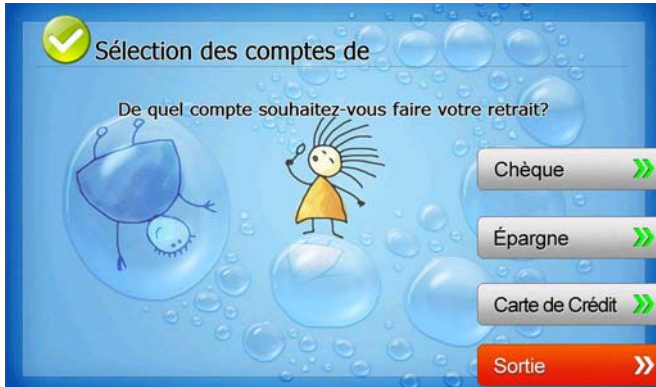 Sélection des comptes de
De quel compte souhaitez-vous faire votre retrait?
Chèque
Épargne
Carte de Crédit
Sortie